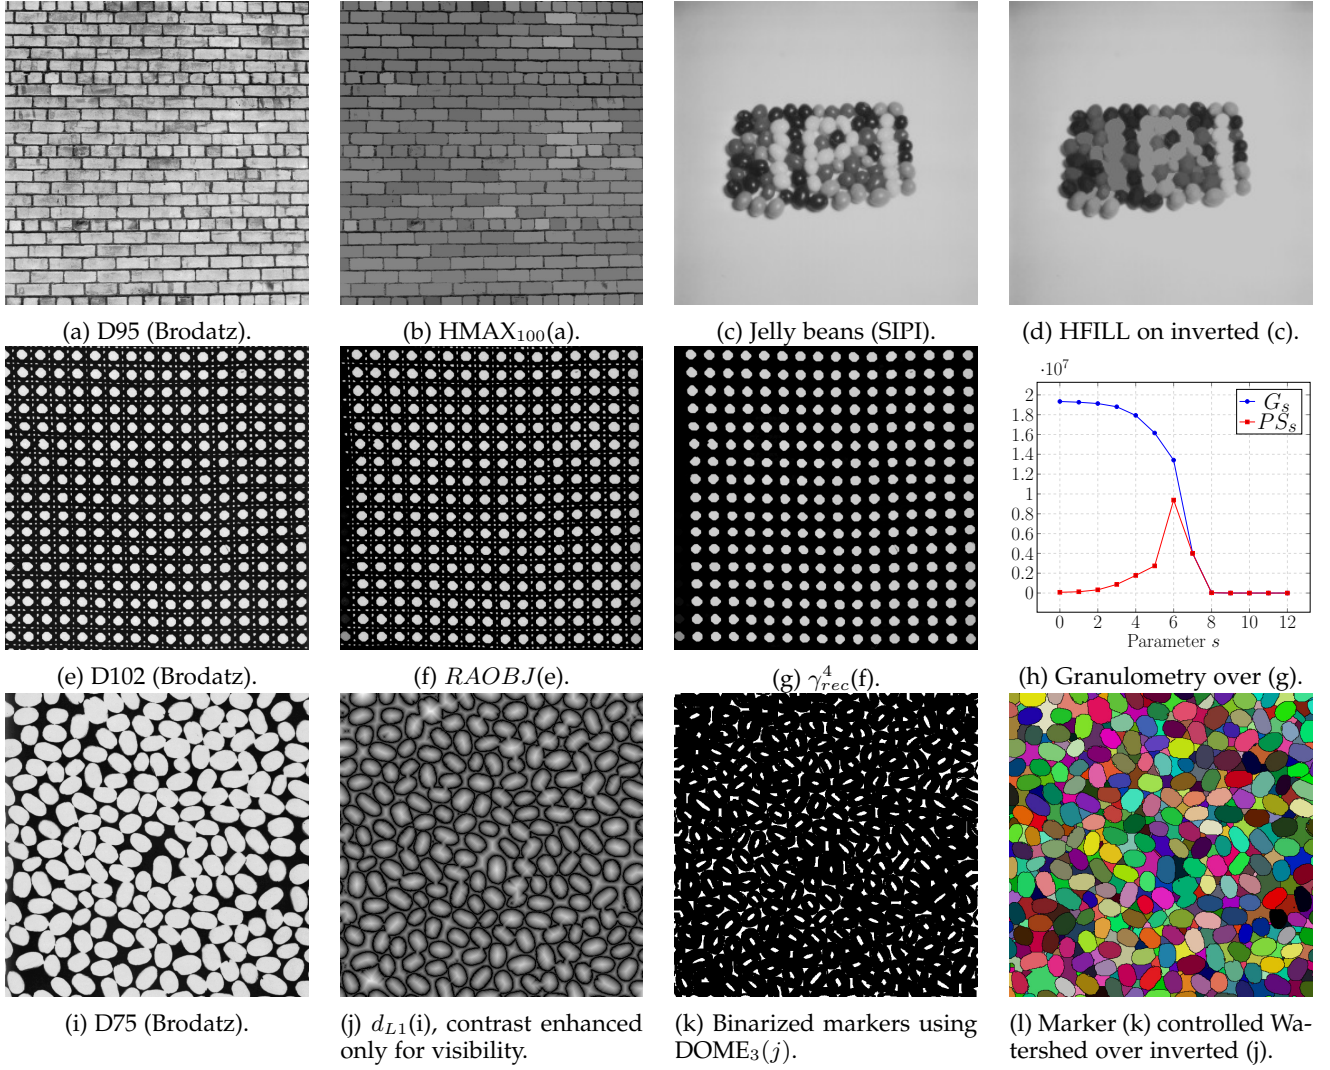 (a) D95 (Brodatz).
(b) HMAX₁₀₀(a).
(c) Jelly beans (SIPI).
(d) HFILL on inverted (c).
(e) D102 (Brodatz).
(f) RAOBJ(e).
(g) γ⁴rec(f).
·10⁷
2
1.8
1.6
1.4
1.2
1
0.8
0.6
0.4
0.2
0
0 2 4 6 8 10 12
Parameter s
Gₛ
PSₛ
(h) Granulometry over (g).
(i) D75 (Brodatz).
(j) d_L1(i), contrast enhanced
only for visibility.
(k) Binarized markers using
DOME₃(j).
(l) Marker (k) controlled Wa-
tershed over inverted (j).